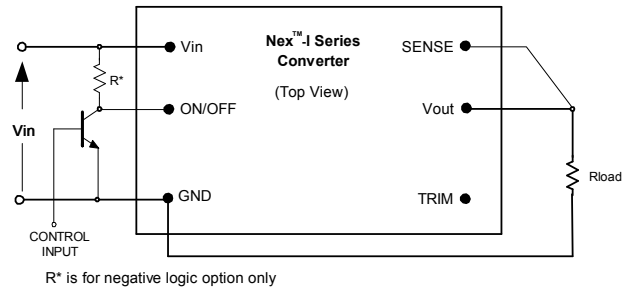 Nex™-I Series
Converter
(Top View)
Vin
SENSE
R*
ON/OFF
Vout
Vin
GND
TRIM
Rload
CONTROL
INPUT
R* is for negative logic option only